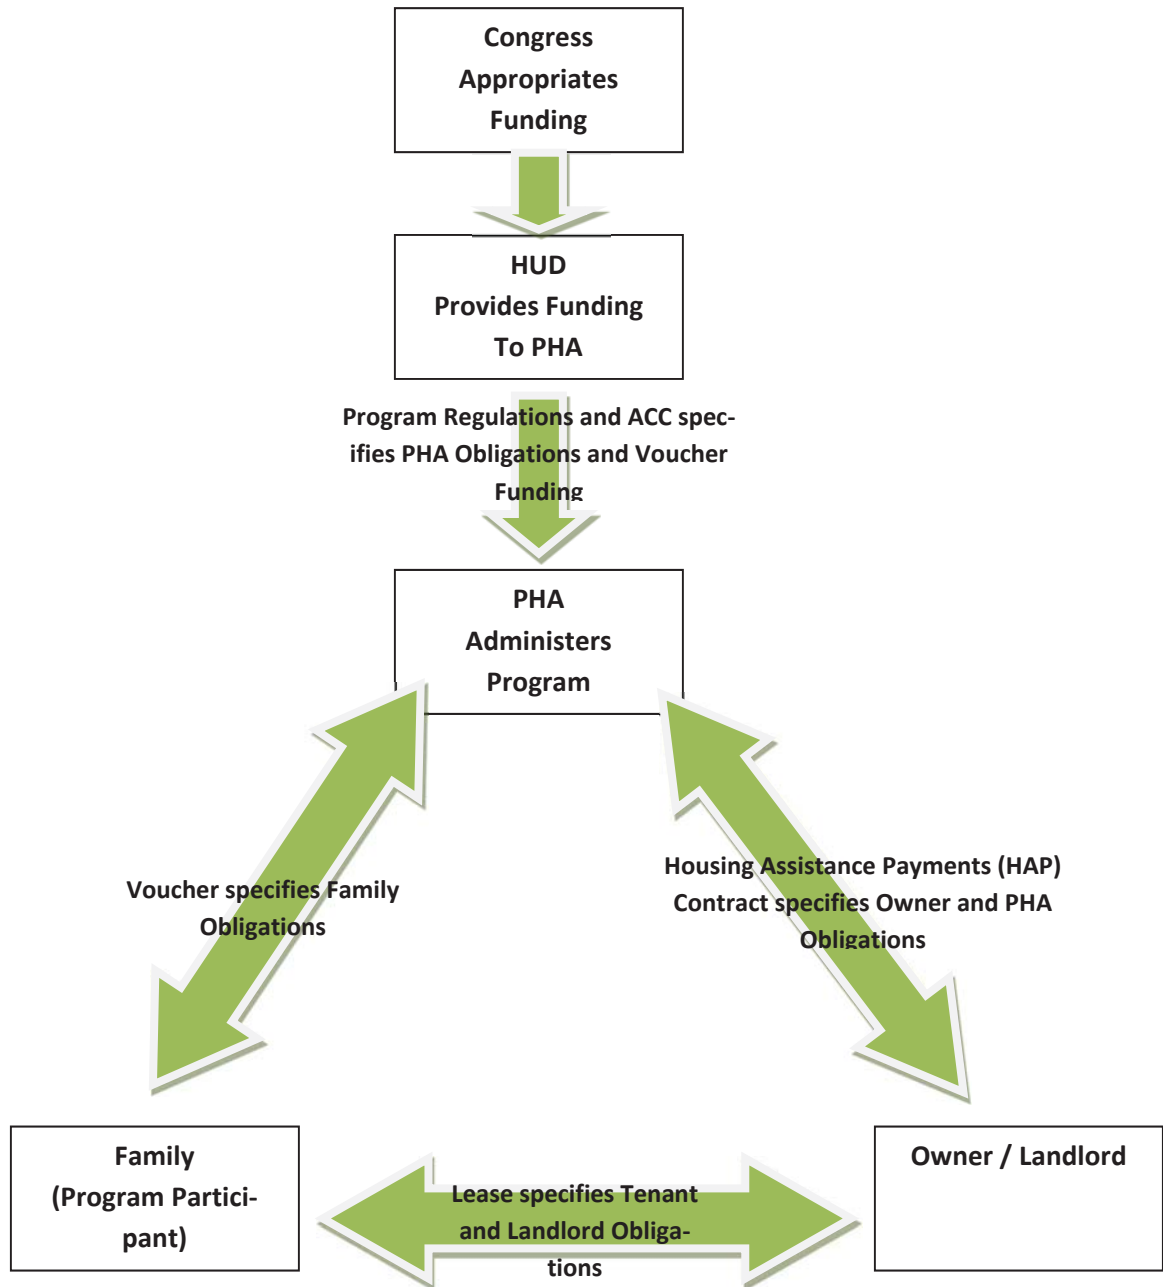 Congress
Appropriates
Funding
HUD
Provides Funding
To PHA
Program Regulations and ACC spec-
ifies PHA Obligations and Voucher
Funding
PHA
Administers
Program
Voucher specifies Family
Obligations
Housing Assistance Payments (HAP)
Contract specifies Owner and PHA
Obligations
Family
(Program Partici-
pant)
Lease specifies Tenant
and Landlord Obliga-
tions
Owner / Landlord